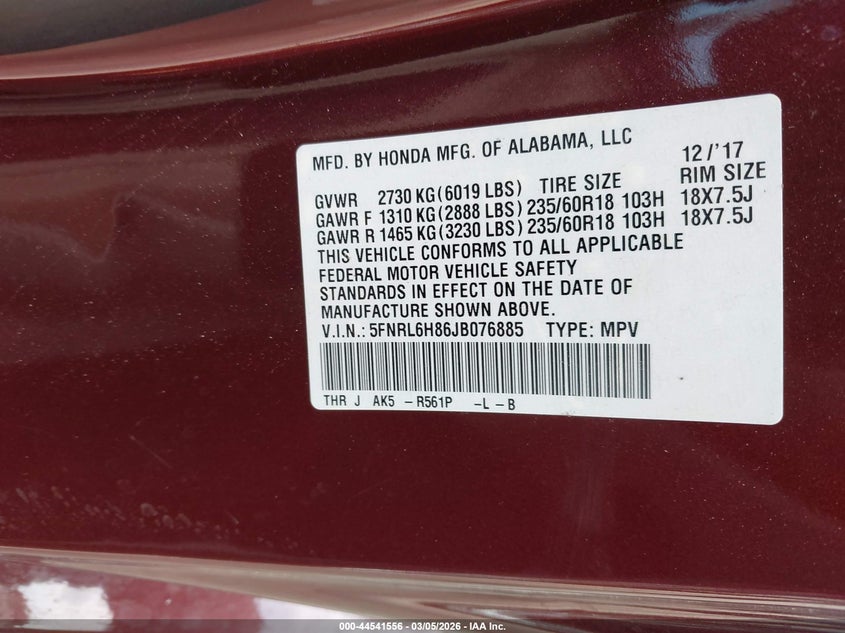 MFD. BY HONDA MFG. OF ALABAMA, LLC 12/'17
GVWR 2730 KG(6019 LBS) TIRE SIZE RIM SIZE
GAWR F 1310 KG(2888 LBS) 235/60R18 103H 18X7.5J
GAWR R 1465 KG(3230 LBS) 235/60R18 103H 18X7.5J
THIS VEHICLE CONFORMS TO ALL APPLICABLE
FEDERAL MOTOR VEHICLE SAFETY
STANDARDS IN EFFECT ON THE DATE OF
MANUFACTURE SHOWN ABOVE.
V.I.N.: 5FNRL6H86JB076885 TYPE: MPV
THR J AK5 -R561P -L-B
000-44541556 - 03/05/2026 - IAA Inc.